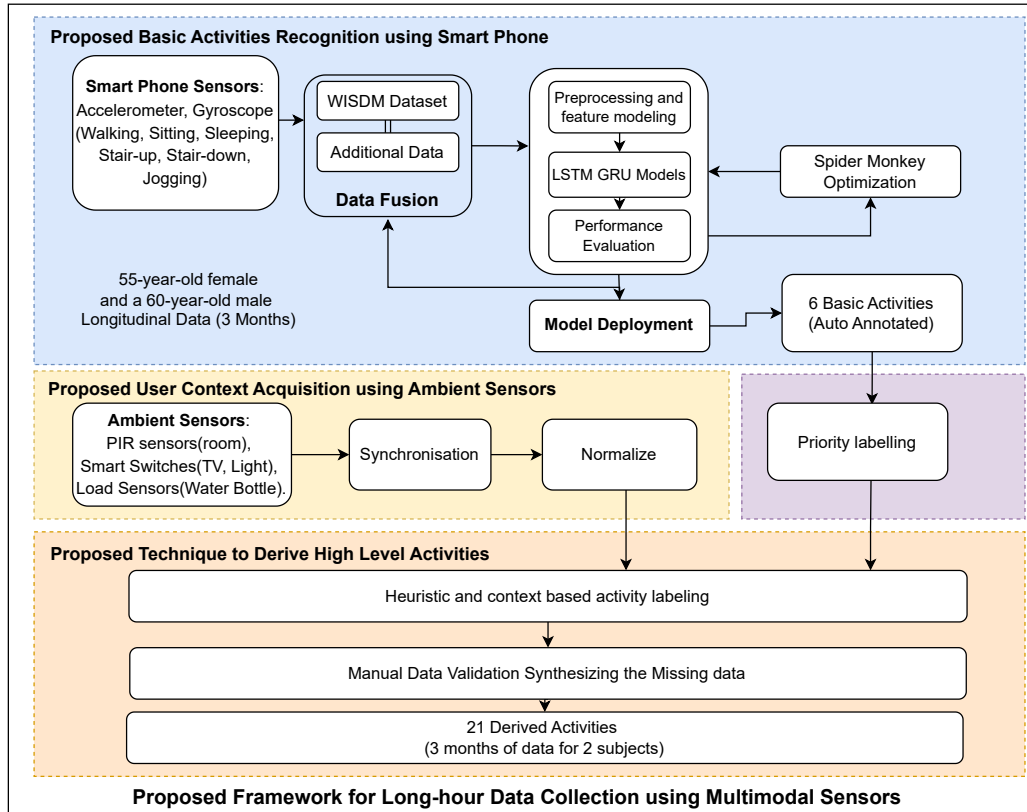 Proposed Basic Activities Recognition using Smart Phone
Smart Phone Sensors:
Accelerometer, Gyroscope
(Walking, Sitting, Sleeping,
Stair-up, Stair-down,
Jogging)
WISDM Dataset
Additional Data
Data Fusion
Preprocessing and
feature modeling
LSTM GRU Models
Performance
Evaluation
Spider Monkey
Optimization
55-year-old female
and a 60-year-old male
Longitudinal Data (3 Months)
Model Deployment
6 Basic Activities
(Auto Annotated)
Proposed User Context Acquisition using Ambient Sensors
Ambient Sensors:
PIR sensors(room),
Smart Switches(TV, Light),
Load Sensors(Water Bottle).
Synchronisation
Normalize
Priority labelling
Proposed Technique to Derive High Level Activities
Heuristic and context based activity labeling
Manual Data Validation Synthesizing the Missing data
21 Derived Activities
(3 months of data for 2 subjects)
Proposed Framework for Long-hour Data Collection using Multimodal Sensors